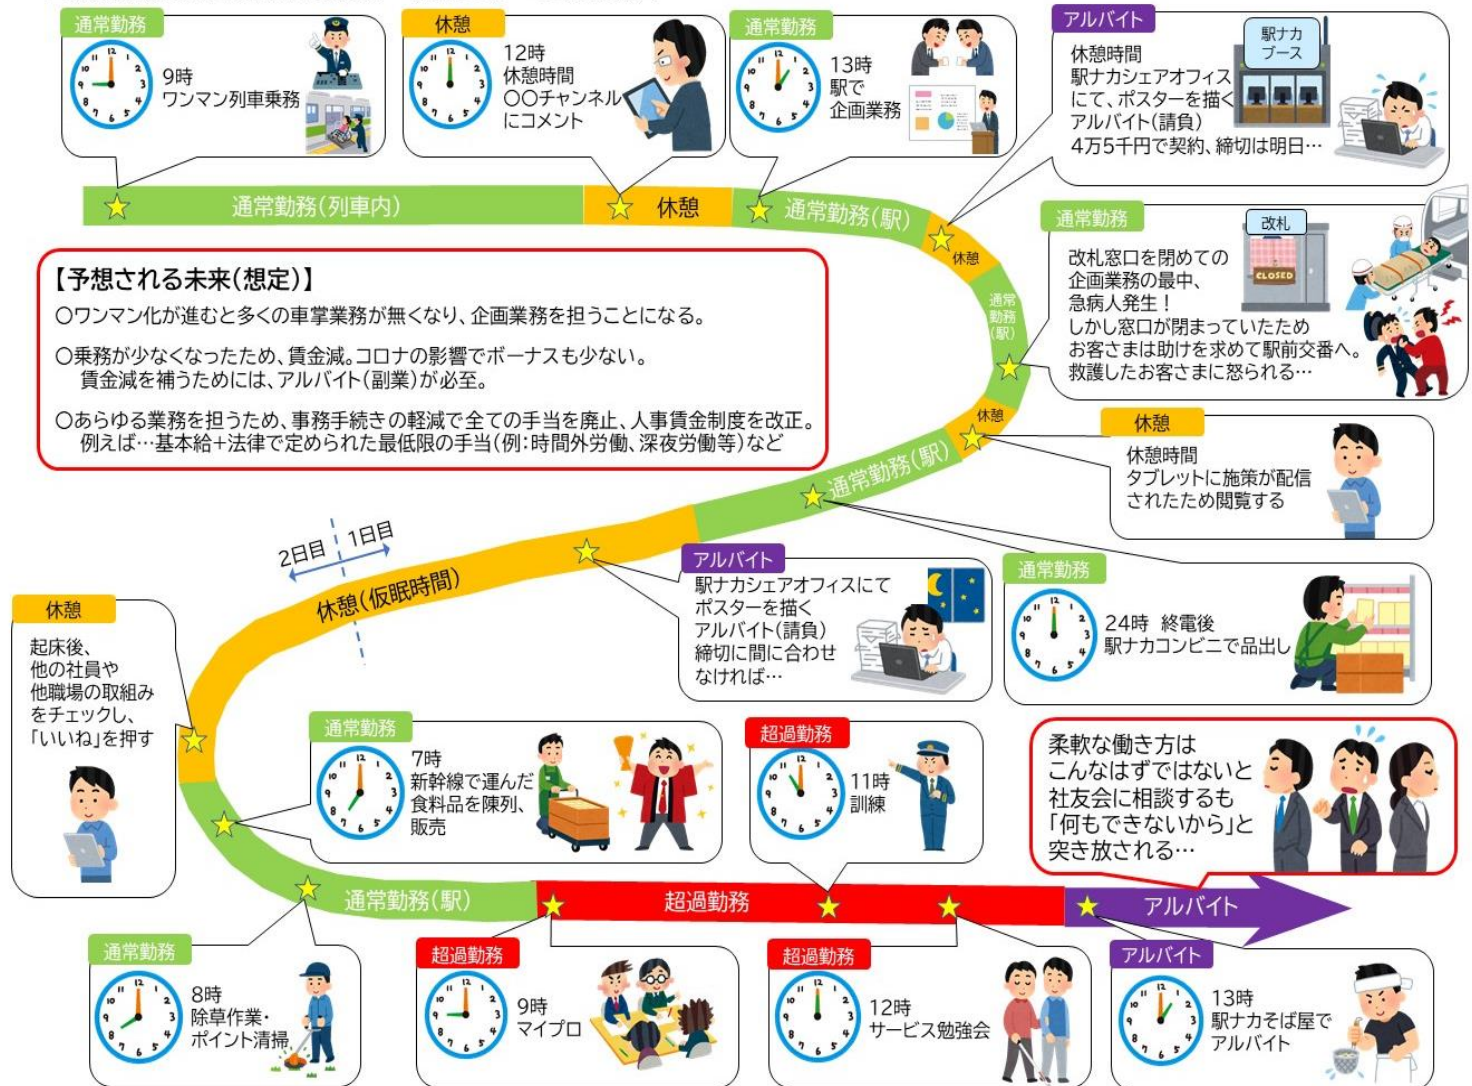 通常勤務
9時
ワンマン列車乗務
休憩
12時
休憩時間
〇〇チャンネル
にコメント
通常勤務
13時
駅で
企画業務
アルバイト
休憩時間
駅ナカシェアオフィス
にて、ポスターを描く
アルバイト(請負)
4万5千円で契約、締切は明日…
駅ナカ
ブース
通常勤務(列車内)
休憩
通常勤務(駅)
休憩
通常
勤務
(駅)
通常勤務
改札窓口を閉めての
企画業務の最中、
急病人発生!
しかし窓口が閉まっていたため
お客さまは助けを求めて駅前交番へ。
救護したお客さまに怒られる…
改札
CLOSED
【予想される未来(想定)】
〇ワンマン化が進むと多くの車掌業務が無くなり、企画業務を担うことになる。
〇乗務が少なくなったため、賃金減。コロナの影響でボーナスも少ない。
賃金減を補うためには、アルバイト(副業)が必至。
〇あらゆる業務を担うため、事務手続きの軽減で全ての手当を廃止、人事賃金制度を改正。
例えば…基本給+法律で定められた最低限の手当(例:時間外労働、深夜労働等)など
休憩
休憩
休憩時間
タブレットに施策が配信
されたため閲覧する
通常勤務(駅)
通常勤務
24時 終電後
駅ナカコンビニで品出し
アルバイト
駅ナカシェアオフィスにて
ポスターを描く
アルバイト(請負)
締切に間に合わせ
なければ…
2日目
1日目
休憩(仮眠時間)
休憩
起床後、
他の社員や
他職場の取組み
をチェックし、
「いいね」を押す
通常勤務
7時
新幹線で運んだ
食料品を陳列、
販売
超過勤務
11時
訓練
柔軟な働き方は
こんなはずではないと
社友会に相談するも
「何もできないから」と
突き放される…
通常勤務(駅)
超過勤務
アルバイト
通常勤務
8時
除草作業・
ポイント清掃
超過勤務
9時
マイプロ
超過勤務
12時
サービス勉強会
アルバイト
13時
駅ナカそば屋で
アルバイト